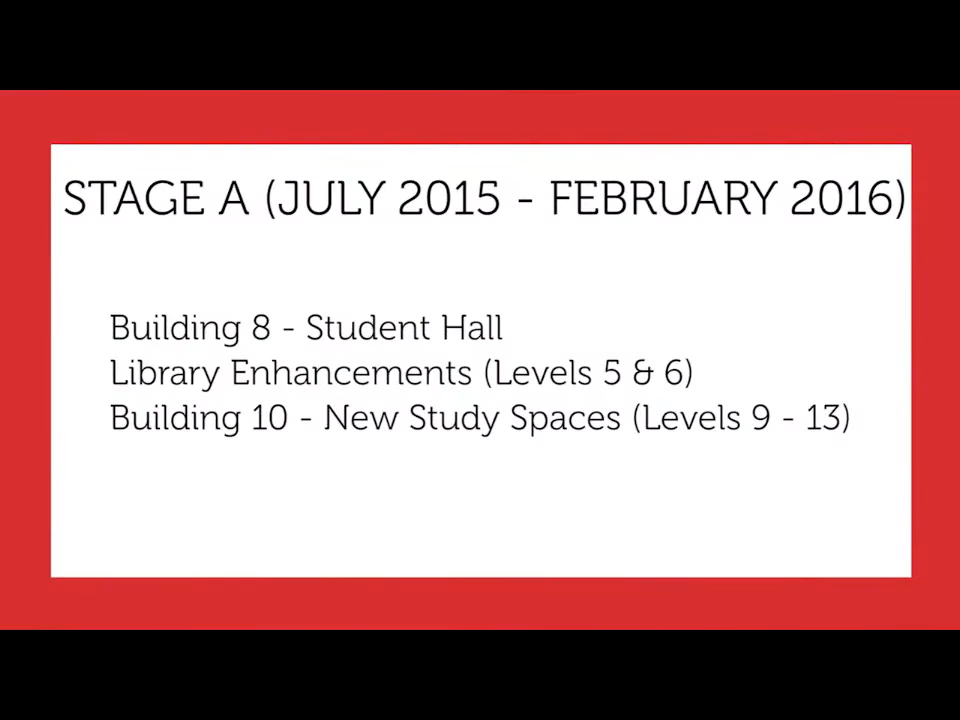 STAGE A (JULY 2015 - FEBRUARY 2016)
Building 8 - Student Hall
Library Enhancements (Levels 5 & 6)
Building 10 - New Study Spaces (Levels 9 - 13)